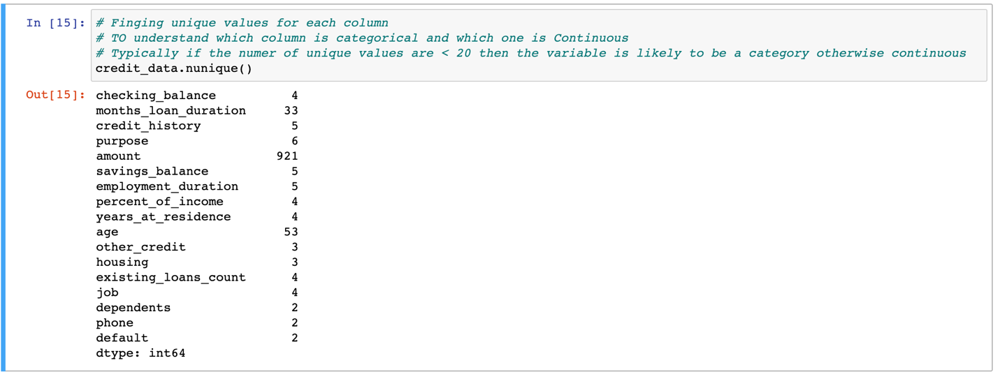 In [15]: # Finging unique values for each column
# TO understand which column is categorical and which one is Continuous
# Typically if the numer of unique values are < 20 then the variable is likely to be a category otherwise continuous
credit_data.nunique()
Out[15]: checking_balance 4
months_loan_duration 33
credit_history 5
purpose 6
amount 921
savings_balance 5
employment_duration 5
percent_of_income 4
years_at_residence 4
age 53
other_credit 3
housing 3
existing_loans_count 4
job 4
dependents 2
phone 2
default 2
dtype: int64